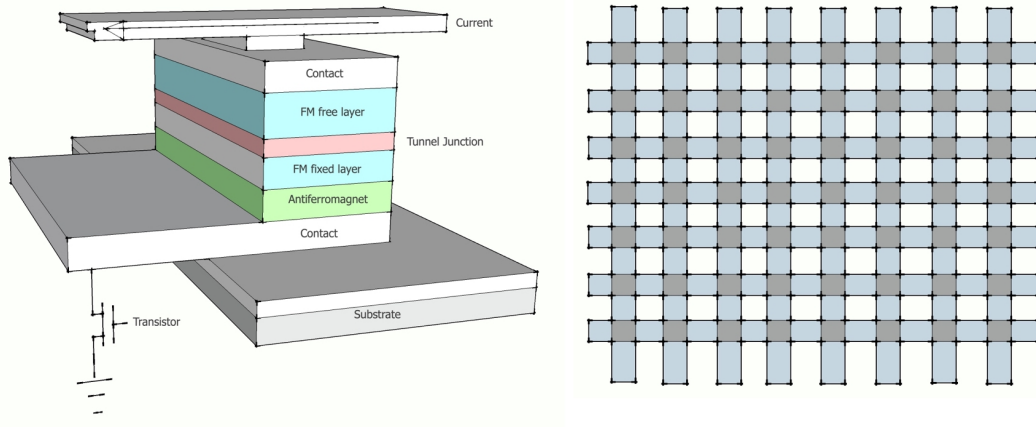 Current
Contact
FM free layer
Tunnel Junction
FM fixed layer
Antiferromagnet
Contact
Substrate
Transistor